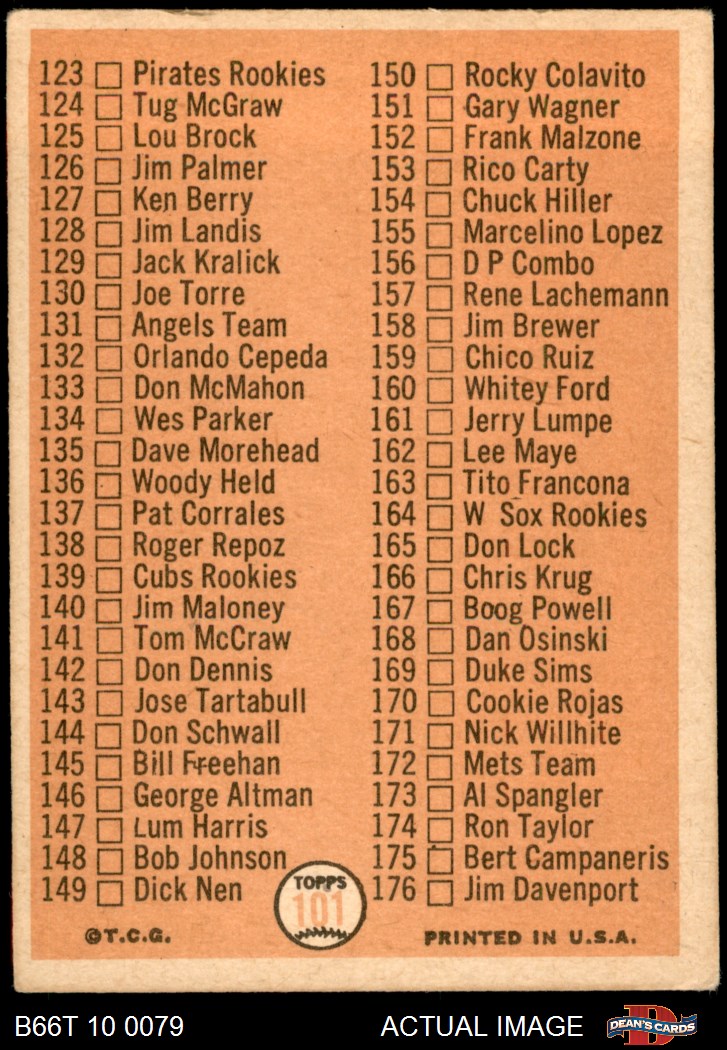 123 Pirates Rookies
124 Tug McGraw
125 Lou Brock
126 Jim Palmer
127 Ken Berry
128 Jim Landis
129 Jack Kralick
130 Joe Torre
131 Angels Team
132 Orlando Cepeda
133 Don McMahon
134 Wes Parker
135 Dave Morehead
136 Woody Held
137 Pat Corrales
138 Roger Repoz
139 Cubs Rookies
140 Jim Maloney
141 Tom McCraw
142 Don Dennis
143 Jose Tartabull
144 Don Schwall
145 Bill Freehan
146 George Altman
147 Lum Harris
148 Bob Johnson
149 Dick Nen
150 Rocky Colavito
151 Gary Wagner
152 Frank Malzone
153 Rico Carty
154 Chuck Hiller
155 Marcelino Lopez
156 D P Combo
157 Rene Lachemann
158 Jim Brewer
159 Chico Ruiz
160 Whitey Ford
161 Jerry Lumpe
162 Lee Maye
163 Tito Francona
164 W Sox Rookies
165 Don Lock
166 Chris Krug
167 Boog Powell
168 Dan Osinski
169 Duke Sims
170 Cookie Rojas
171 Nick Willhite
172 Mets Team
173 Al Spangler
174 Ron Taylor
175 Bert Campaneris
176 Jim Davenport
TOPPS
101
©T.C.G.
PRINTED IN U.S.A.
B66T 10 0079
ACTUAL IMAGE
DEAN'S CARDS